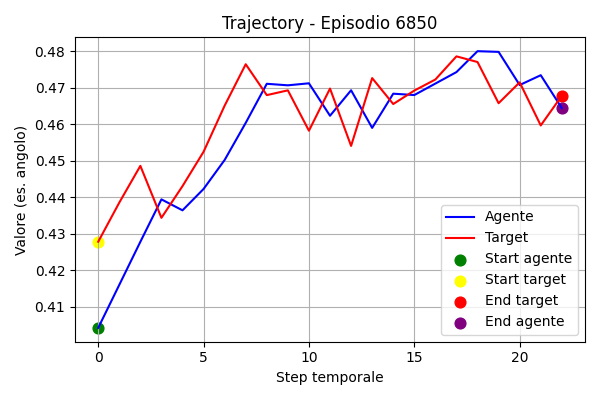 Trajectory - Episodio 6850
Valore (es. angolo)
0.48
0.47
0.46
0.45
0.44
0.43
0.42
0.41
0
5
10
15
20
Step temporale
Agente
Target
Start agente
Start target
End target
End agente